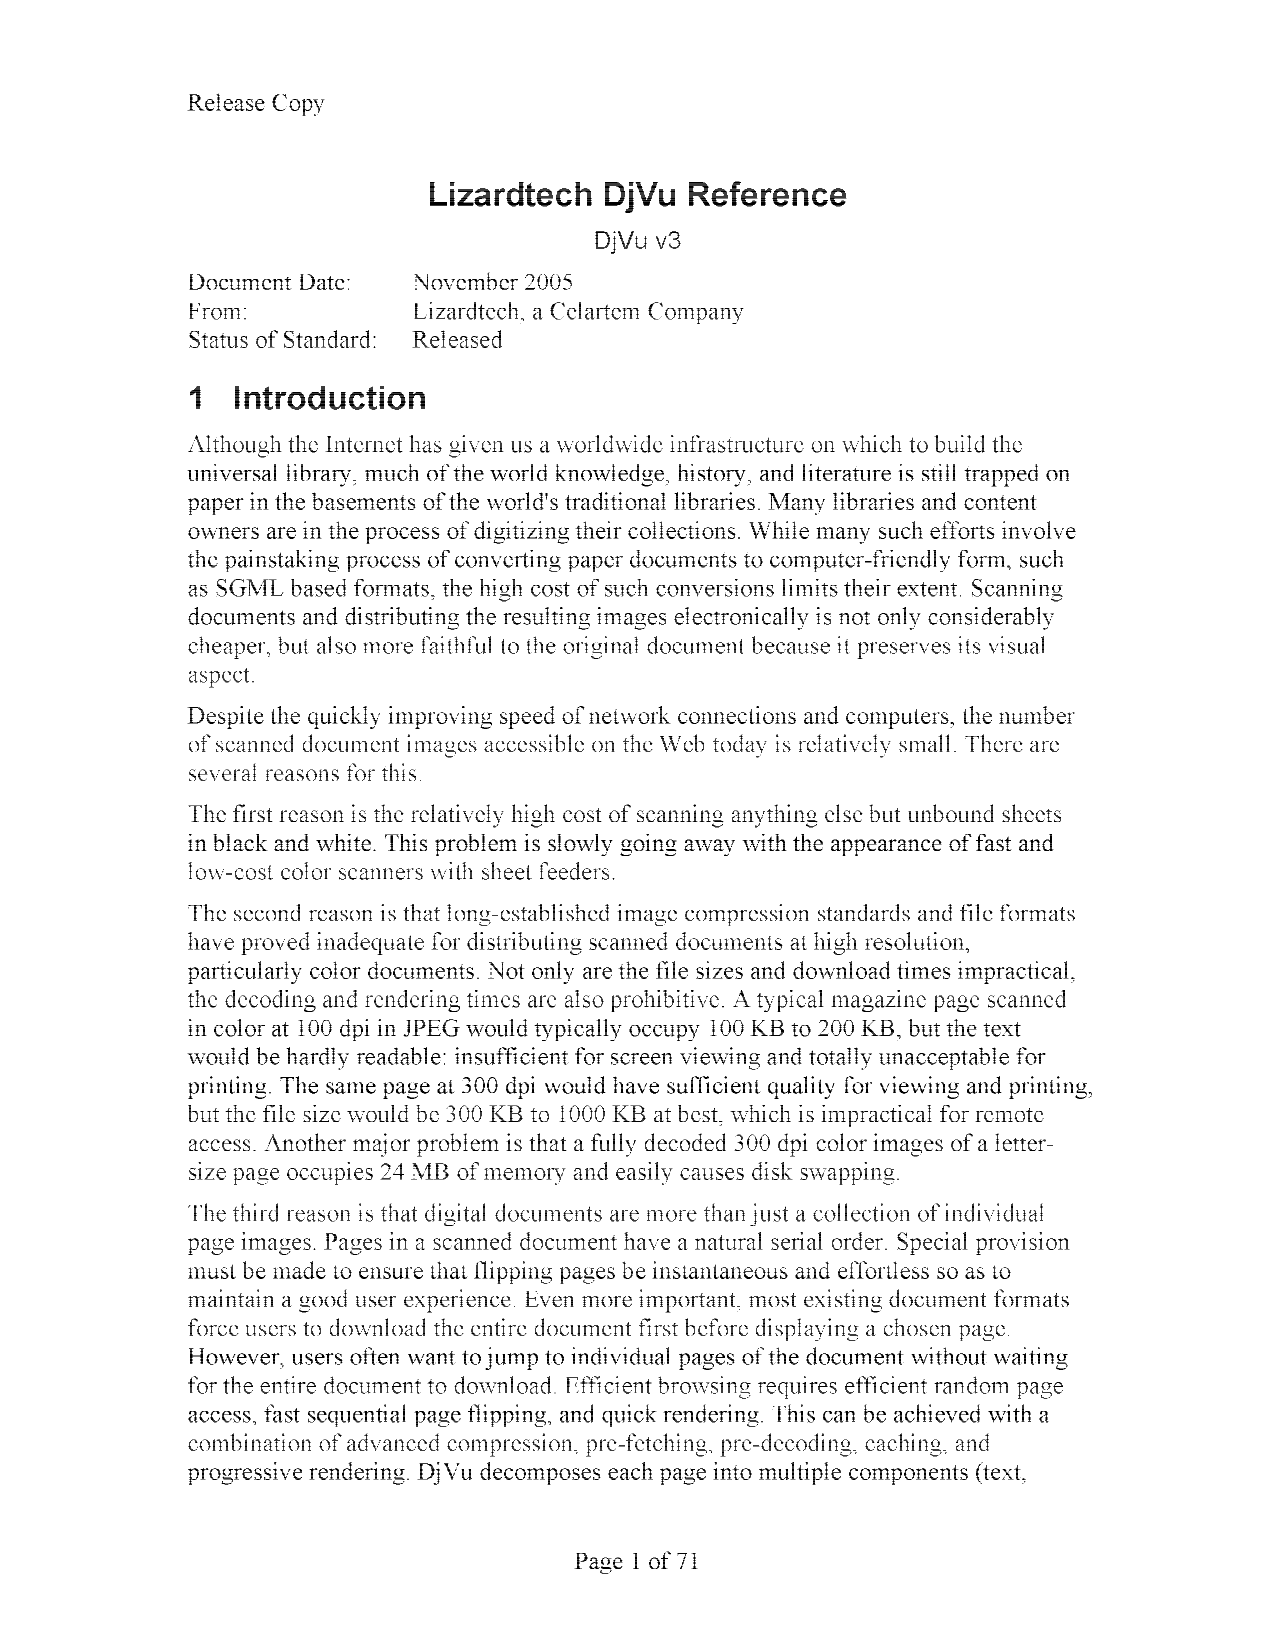 Release Copy
Lizardtech DjVu Reference
DjVu v3
Document Date: November 2005
From: Lizardtech, a Celartem Company
Status of Standard: Released
1 Introduction
Although the Internet has given us a worldwide infrastructure on which to build the
universal library, much of the world knowledge, history, and literature is still trapped on
paper in the basements of the world's traditional libraries. Many libraries and content
owners are in the process of digitizing their collections. While many such efforts involve
the painstaking process of converting paper documents to computer-friendly form, such
as SGML based formats, the high cost of such conversions limits their extent. Scanning
documents and distributing the resulting images electronically is not only considerably
cheaper, but also more faithful to the original document because it preserves its visual
aspect.
Despite the quickly improving speed of network connections and computers, the number
of scanned document images accessible on the Web today is relatively small. There are
several reasons for this.
The first reason is the relatively high cost of scanning anything else but unbound sheets
in black and white. This problem is slowly going away with the appearance of fast and
low-cost color scanners with sheet feeders.
The second reason is that long-established image compression standards and file formats
have proved inadequate for distributing scanned documents at high resolution,
particularly color documents. Not only are the file sizes and download times impractical,
the decoding and rendering times are also prohibitive. A typical magazine page scanned
in color at 100 dpi in JPEG would typically occupy 100 KB to 200 KB, but the text
would be hardly readable: insufficient for screen viewing and totally unacceptable for
printing. The same page at 300 dpi would have sufficient quality for viewing and printing,
but the file size would be 300 KB to 1000 KB at best, which is impractical for remote
access. Another major problem is that a fully decoded 300 dpi color images of a letter-
size page occupies 24 MB of memory and easily causes disk swapping.
The third reason is that digital documents are more than just a collection of individual
page images. Pages in a scanned document have a natural serial order. Special provision
must be made to ensure that flipping pages be instantaneous and effortless so as to
maintain a good user experience. Even more important, most existing document formats
force users to download the entire document first before displaying a chosen page.
However, users often want to jump to individual pages of the document without waiting
for the entire document to download. Efficient browsing requires efficient random page
access, fast sequential page flipping, and quick rendering. This can be achieved with a
combination of advanced compression, pre-fetching, pre-decoding, caching, and
progressive rendering. DjVu decomposes each page into multiple components (text,
Page 1 of 71